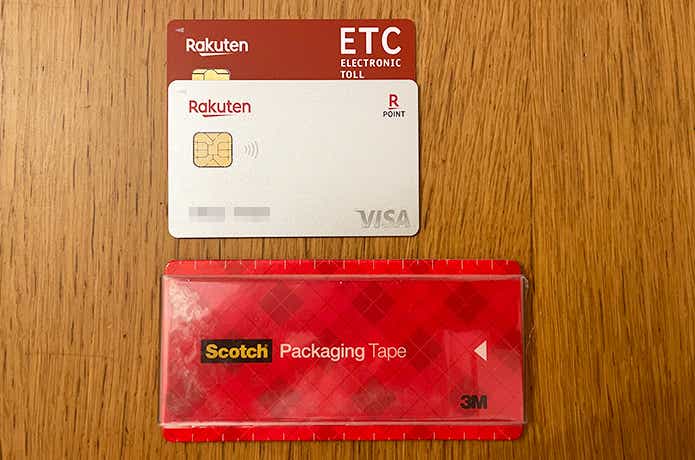 Rakuten
ETC
ELECTRONIC
TOLL
Rakuten
R
POINT
VISA
Scotch Packaging Tape
3M